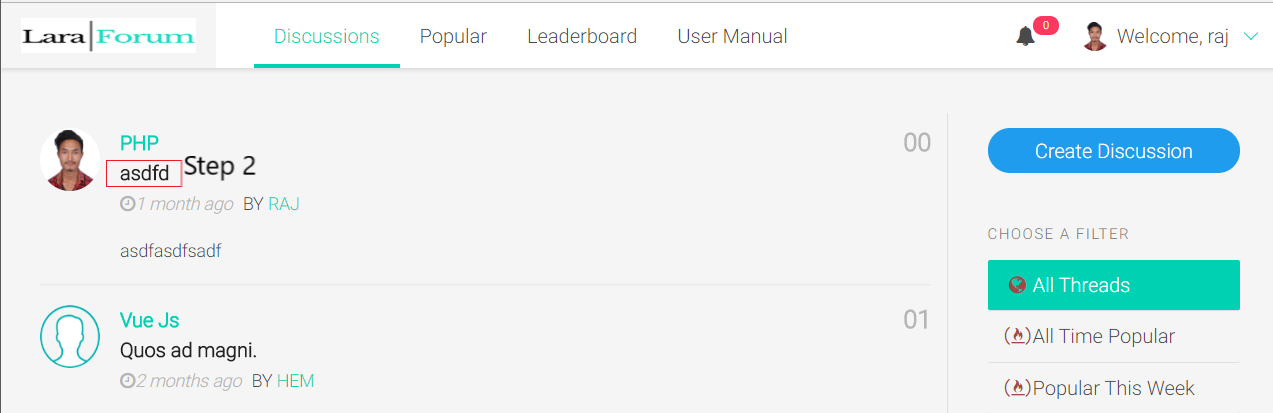 Lara|Forum Discussions Popular Leaderboard User Manual 0 Welcome, raj
PHP 00
asdfd Step 2
1 month ago BY RAJ
asdfasdfsadf
Vue Js 01
Quos ad magni.
2 months ago BY HEM
Create Discussion
CHOOSE A FILTER
All Threads
All Time Popular
Popular This Week